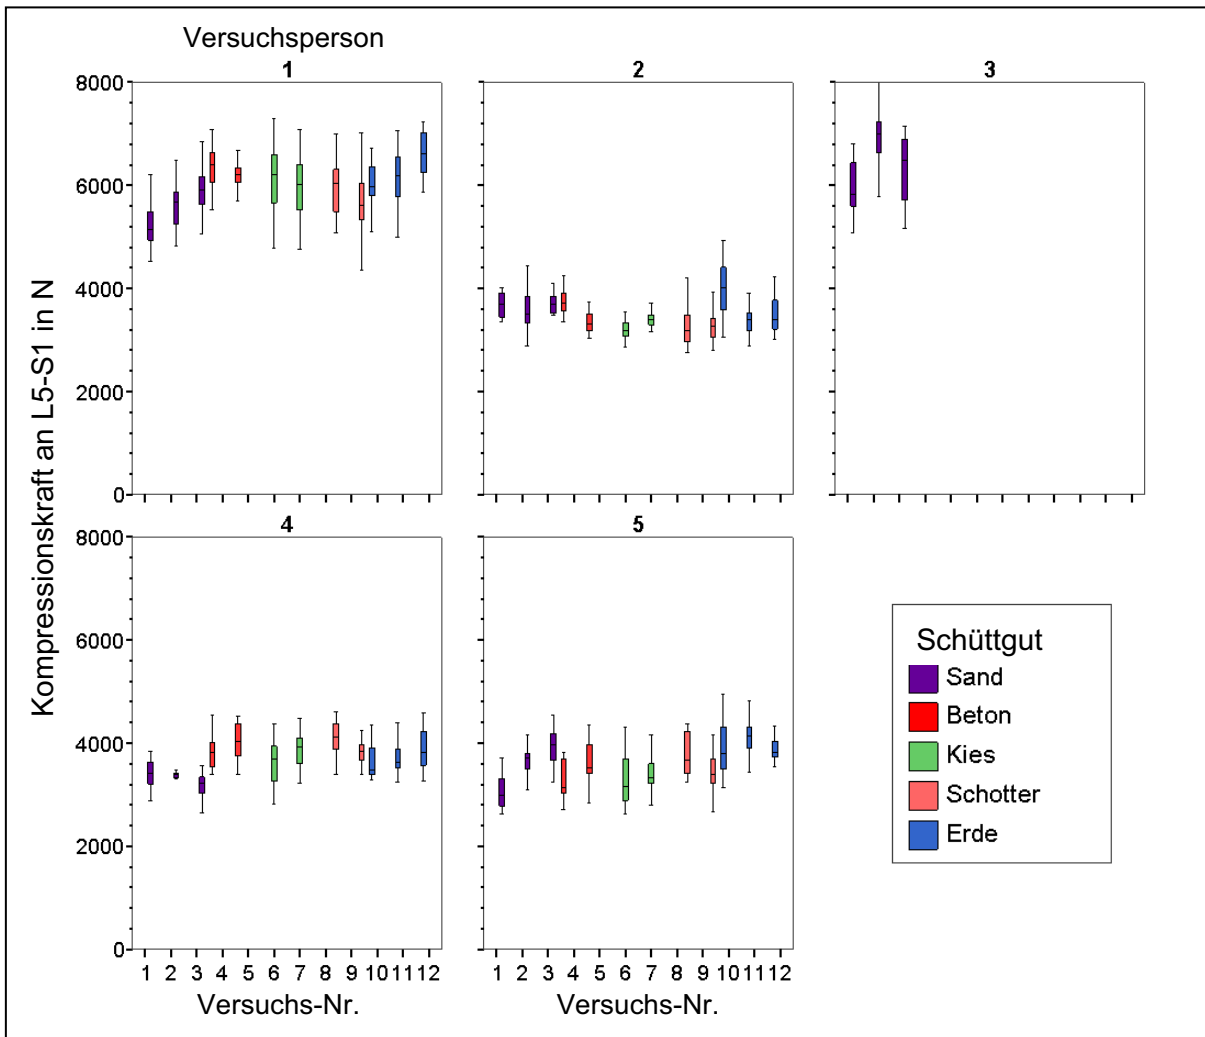 Versuchsperson
1
2
3
8000
6000
4000
2000
0
Kompressionskraft an L5-S1 in N
4
5
8000
6000
4000
2000
0
1 2 3 4 5 6 7 8 9 10 11 12
1 2 3 4 5 6 7 8 9 10 11 12
Versuchs-Nr.
Versuchs-Nr.
Schüttgut
Sand
Beton
Kies
Schotter
Erde